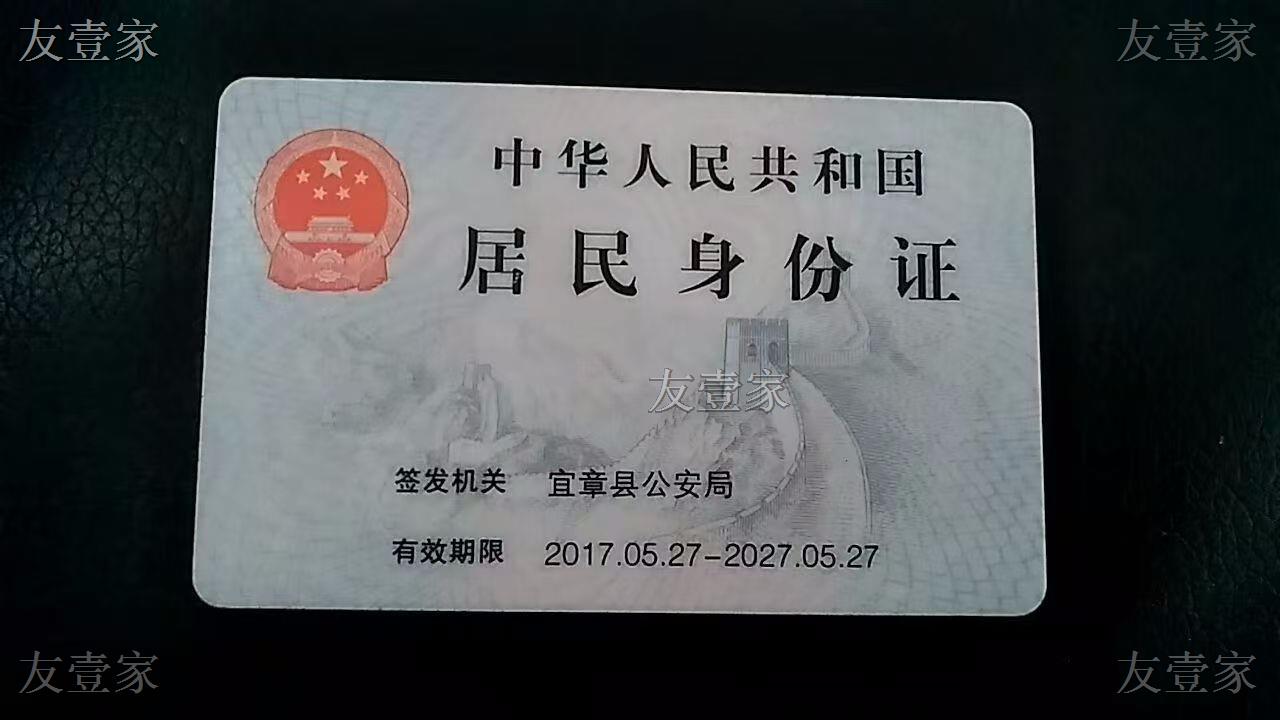 友壹家 友壹家
中华人民共和国
居民身份证
友壹家
签发机关 宜章县公安局
有效期限 2017.05.27-2027.05.27
友壹家 友壹家